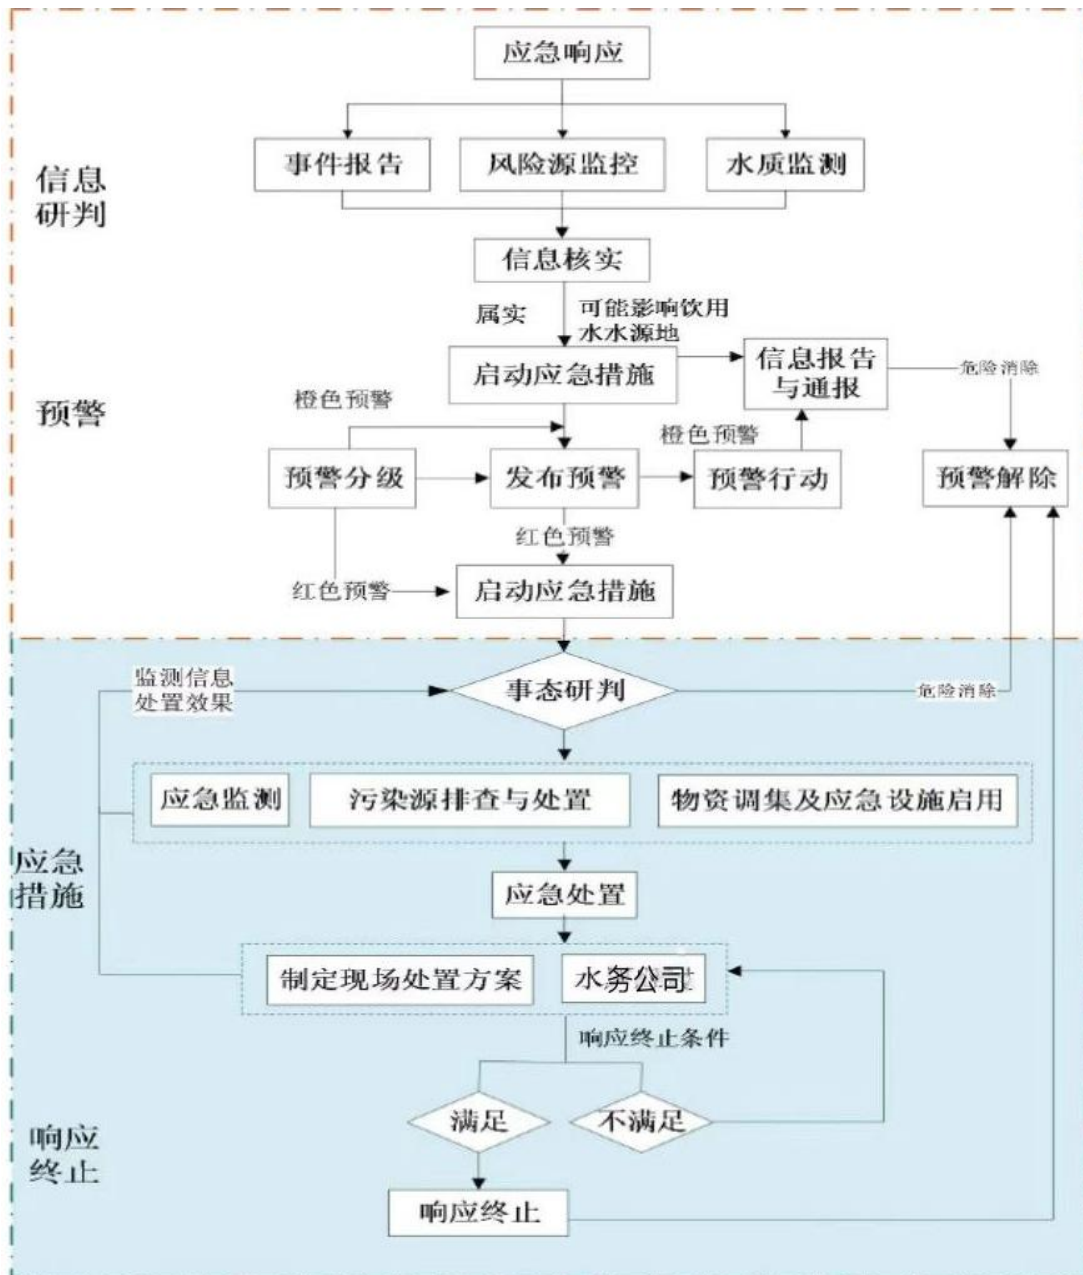 应急响应
事件报告
风险源监控
水质监测
信息
研判
信息核实
属实
可能影响饮用
水水源地
启动应急措施
信息报告
与通报
危险消除
预警
橙色预警
橙色预警
预警分级
发布预警
预警行动
预警解除
红色预警
红色预警
启动应急措施
监测信息
处置效果
事态研判
危险消除
应急监测
污染源排查与处置
物资调集及应急设施启用
应急
措施
应急处置
制定现场处置方案
水务公司
响应终止条件
满足
不满足
响应
终止
响应终止